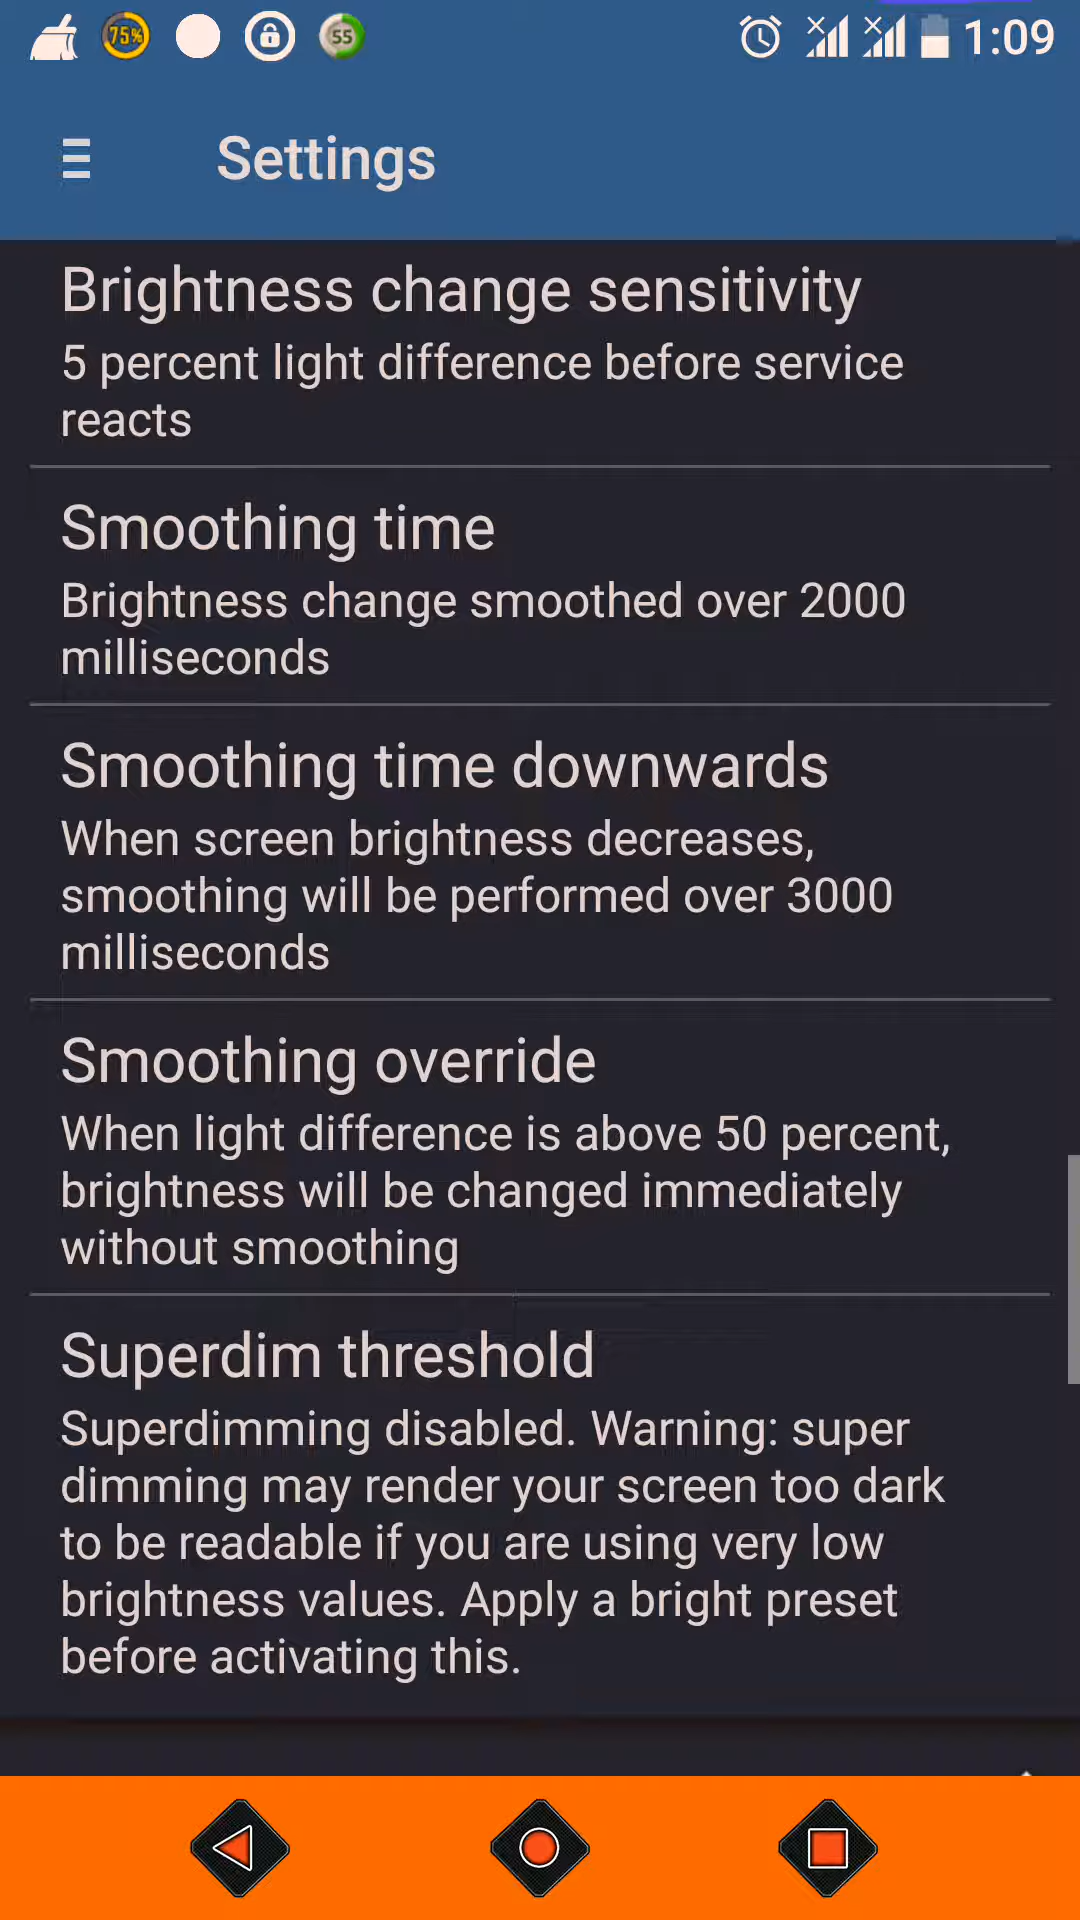 75% 55 1:09
Settings
Brightness change sensitivity
5 percent light difference before service
reacts
Smoothing time
Brightness change smoothed over 2000
milliseconds
Smoothing time downwards
When screen brightness decreases,
smoothing will be performed over 3000
milliseconds
Smoothing override
When light difference is above 50 percent,
brightness will be changed immediately
without smoothing
Superdim threshold
Superdimming disabled. Warning: super
dimming may render your screen too dark
to be readable if you are using very low
brightness values. Apply a bright preset
before activating this.